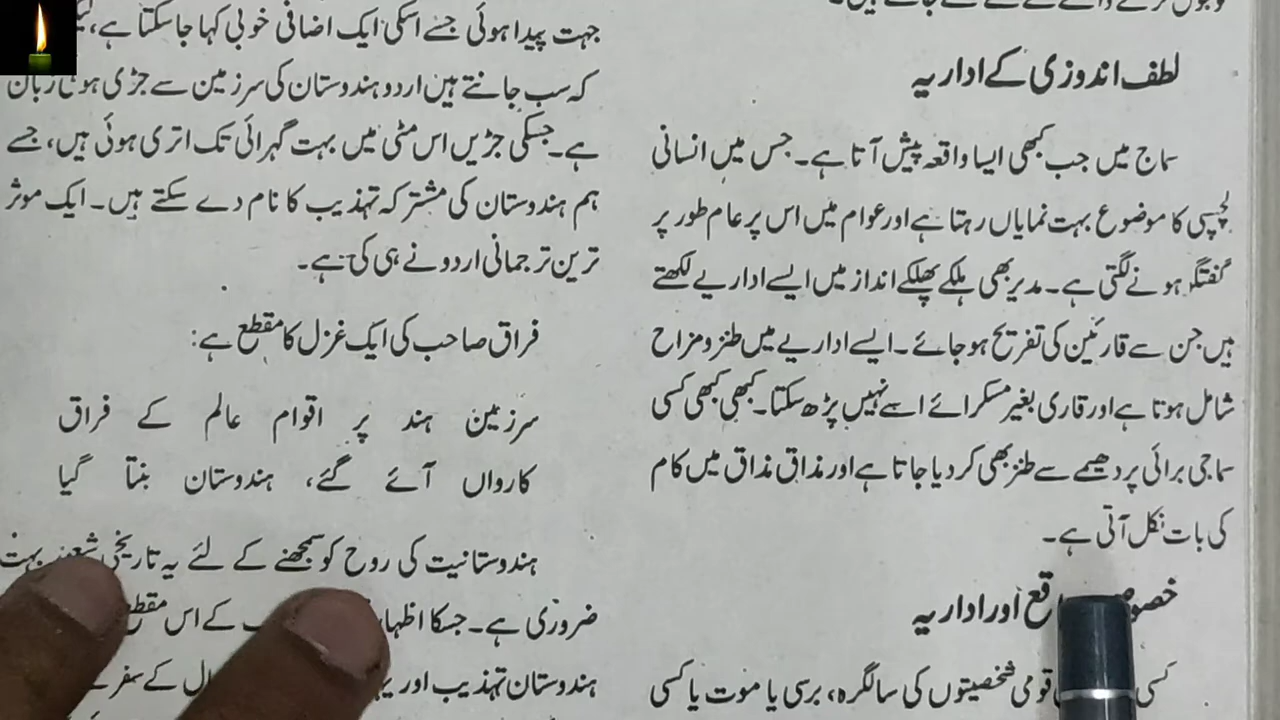 لطف اندوزی کے اداریہ
سماج میں جب کبھی ایسا واقعہ پیش آتا ہے۔ جس میں انسانی
لچسپی کا موضوع بہت نمایاں رہتا ہے اور عوام میں اس پر عام طور پر
گفتگو ہونے لگتی ہے۔ مدیر بھی ہلکے پھلکے انداز میں ایسے اداریے لکھتے
ہیں جن سے قارئین کی تفریح ہو جائے۔ ایسے اداریے میں طنز و مزاح
شامل ہوتا ہے اور قاری بغیر مسکرائے اسے نہیں پڑھ سکتا۔ کبھی کبھی کسی
سماجی برائی پر دھیمے سے طنز بھی کر دیا جاتا ہے اور مذاق مذاق میں کام
کی بات نکل آتی ہے۔
اور اداریہ
کسی قومی شخصیتوں کی سالگرہ، برسی یا موت یا کسی
جہت پیدا ہوئی جسے اسکی ایک اضافی خوبی کہا جا سکتا ہے،
کہ سب جانتے ہیں اردو ہندوستان کی سرزمین سے جڑی ہوئی زبان
ہے۔ جسکی جڑیں اس مٹی میں بہت گہرائی تک اتری ہوئی ہیں، جسے
ہم ہندوستان کی مشترکہ تہذیب کا نام دے سکتے ہیں۔ ایک موثر
ترین ترجمانی اردو نے ہی کی ہے۔
فراق صاحب کی ایک غزل کا مقطع ہے:
سرزمین ہند پر اقوام عالم کے فراق
کارواں آئے گئے، ہندوستان بنتا گیا
ہندوستانیت کی روح کو سمجھنے کے لئے یہ تاریخی شعر بہت
ضروری ہے۔ جسکا اظہار کے اس مقطع
ہندوستان تہذیب اور کے سفر